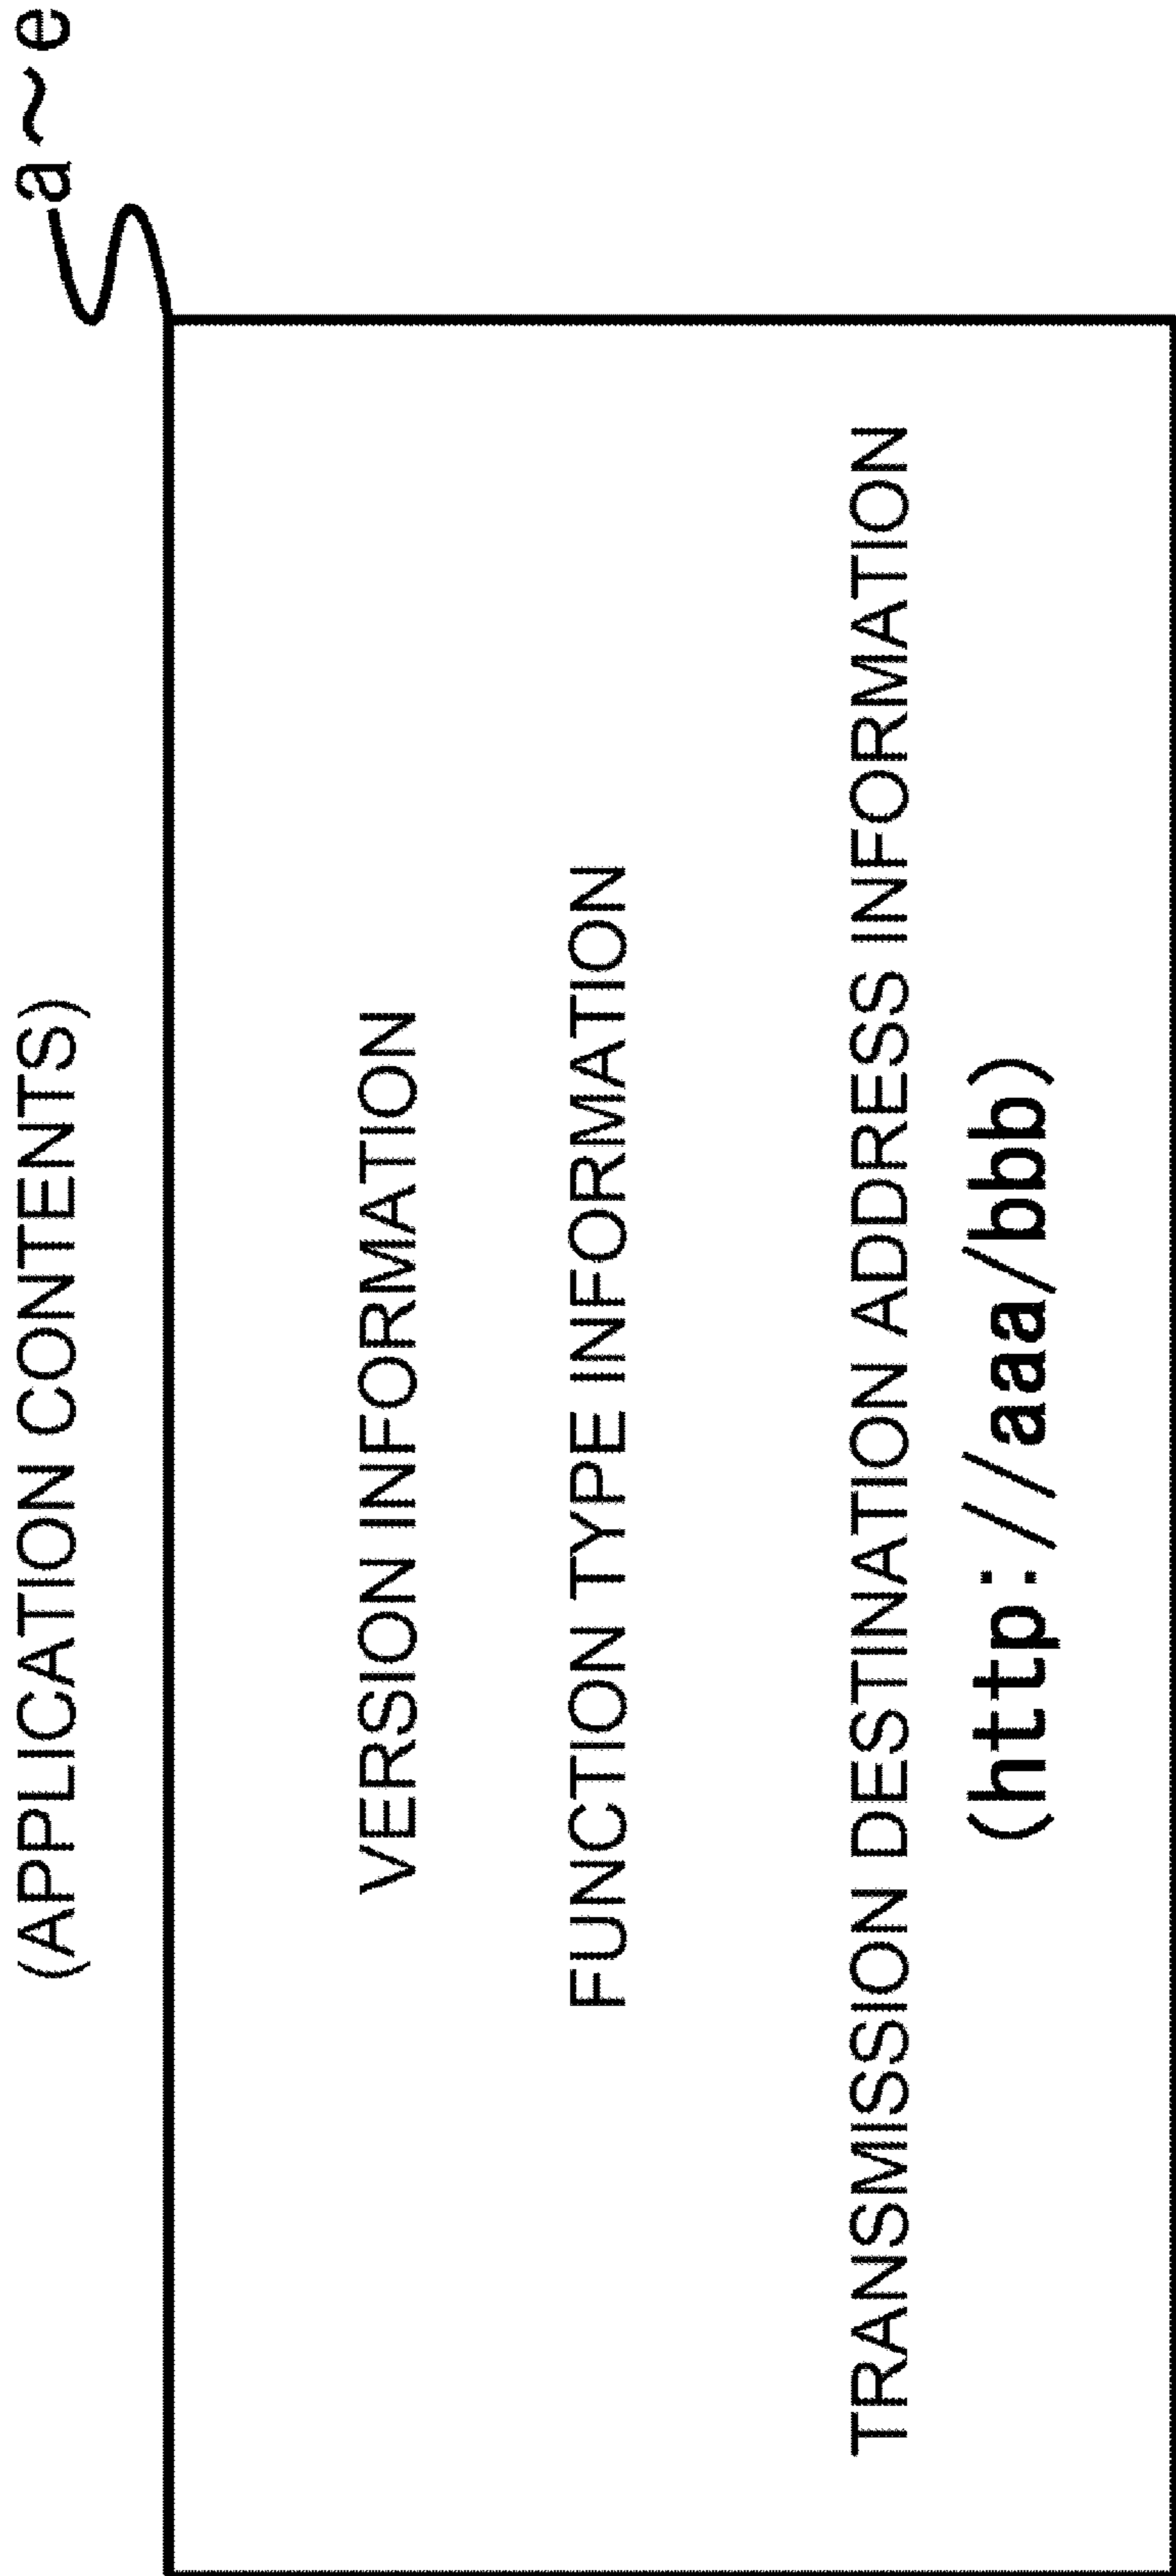 (APPLICATION CONTENTS)
a~e
VERSION INFORMATION
FUNCTION TYPE INFORMATION
TRANSMISSION DESTINATION ADDRESS INFORMATION
(http://aaa/bbb)